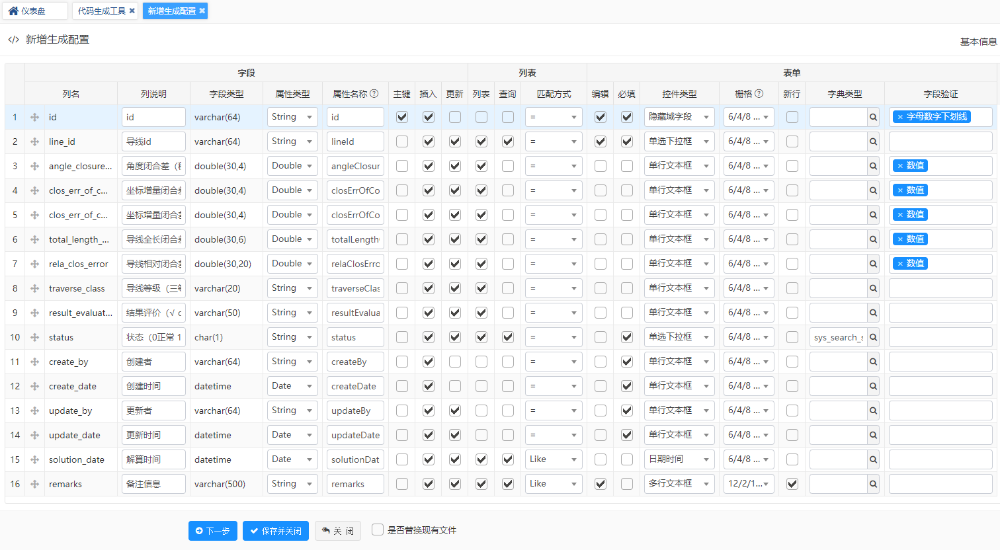 仪表盘 代码生成工具 × 新增生成配置 ×
</> 新增生成配置 基本信息
字段 列表 表单
列名 列说明 字段类型 属性类型 属性名称 主键 插入 更新 列表 查询 匹配方式 编辑 必填 控件类型 栅格 新行 字典类型 字段验证
1 id id varchar(64) String id = 隐藏域字段 6/4/8 ... × 字母数字下划线
2 line_id 导线id varchar(64) String lineId = 单选下拉框 6/4/8 ...
3 angle_closure... 角度闭合差（ double(30,4) Double angleClosur = 单行文本框 6/4/8 ... × 数值
4 clos_err_of_c... 坐标增量闭合差 double(30,4) Double closErrOfCo = 单行文本框 6/4/8 ... × 数值
5 clos_err_of_c... 坐标增量闭合差 double(30,4) Double closErrOfCo = 单行文本框 6/4/8 ... × 数值
6 total_length_... 导线全长闭合差 double(30,6) Double totalLength = 单行文本框 6/4/8 ... × 数值
7 rela_clos_error 导线相对闭合差 double(30,20) Double relaClosErro = 单行文本框 6/4/8 ... × 数值
8 traverse_class 导线等级（三等 varchar(20) String traverseClas = 单行文本框 6/4/8 ...
9 result_evaluat... 结果评价（√ o varchar(50) String resultEvalua = 单行文本框 6/4/8 ...
10 status 状态（0正常 1 char(1) String status = 单选下拉框 6/4/8 ... sys_search_s
11 create_by 创建者 varchar(64) String createBy = 单行文本框 6/4/8 ...
12 create_date 创建时间 datetime Date createDate = 单行文本框 6/4/8 ...
13 update_by 更新者 varchar(64) String updateBy = 单行文本框 6/4/8 ...
14 update_date 更新时间 datetime Date updateDate = 单行文本框 6/4/8 ...
15 solution_date 解算时间 datetime Date solutionDat Like 日期时间 6/4/8 ...
16 remarks 备注信息 varchar(500) String remarks Like 多行文本框 12/2/1...
下一步 保存并关闭 关 闭 是否替换现有文件